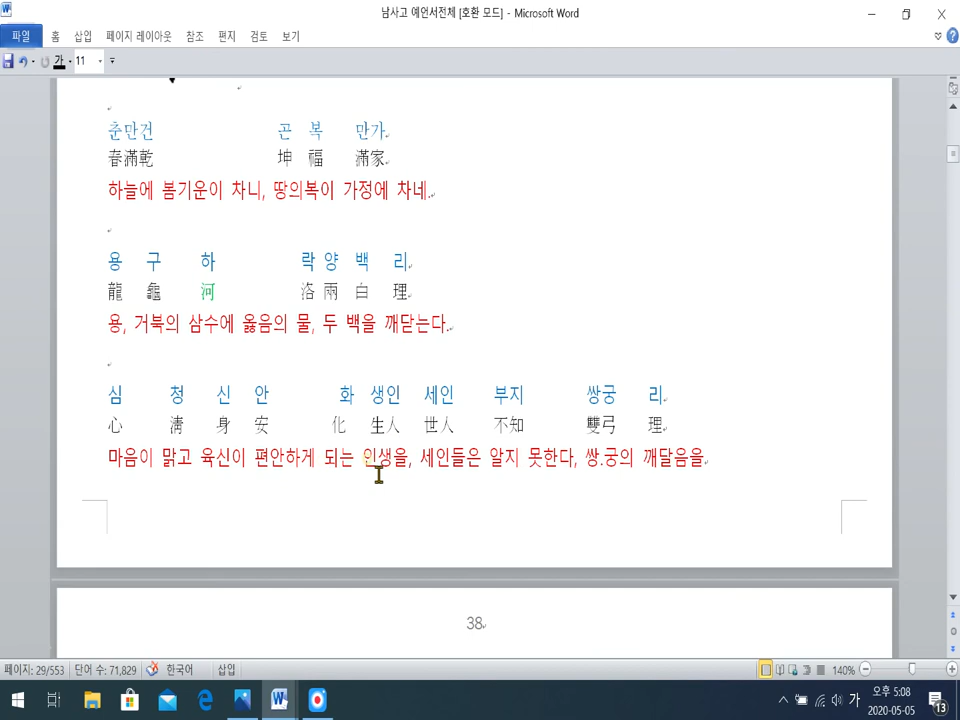 남사고 예언서전체 [호환 모드] - Microsoft Word
파일 홈 삽입 페이지 레이아웃 참조 편지 검토 보기
가 11
춘만건 곤 복 만가
春滿乾 坤 福 滿家
하늘에 봄기운이 차니, 땅의복이 가정에 차네.
용 구 하 락 양 백 리
龍 龜 河 洛 兩 白 理
용, 거북의 삼수에 옳음의 물, 두 백을 깨닫는다.
심 청 신 안 화 생인 세인 부지 쌍궁 리
心 淸 身 安 化 生人 世人 不知 雙弓 理
마음이 맑고 육신이 편안하게 되는 인생을, 세인들은 알지 못한다, 쌍.궁의 깨달음을
38
페이지: 29/553 단어 수: 71,829 한국어 삽입 140%
가 오후 5:08
2020-05-05 13